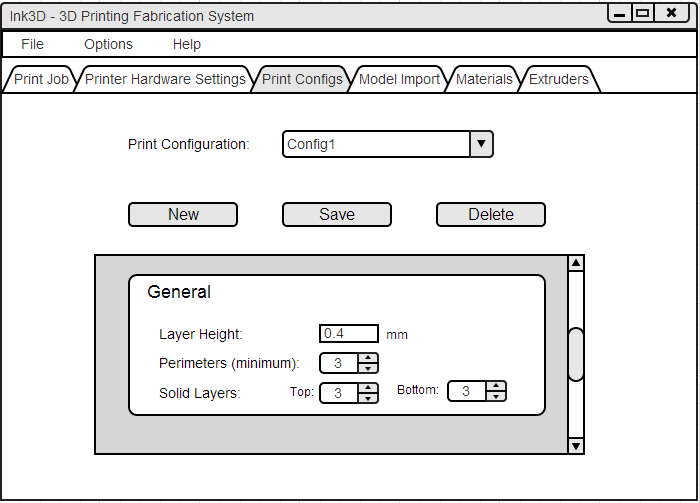 Ink3D - 3D Printing Fabrication System
File Options Help
Print Job Printer Hardware Settings Print Configs Model Import Materials Extruders
Print Configuration: Config1
New Save Delete
General
Layer Height: 0.4 mm
Perimeters (minimum): 3
Solid Layers: Top: 3 Bottom: 3